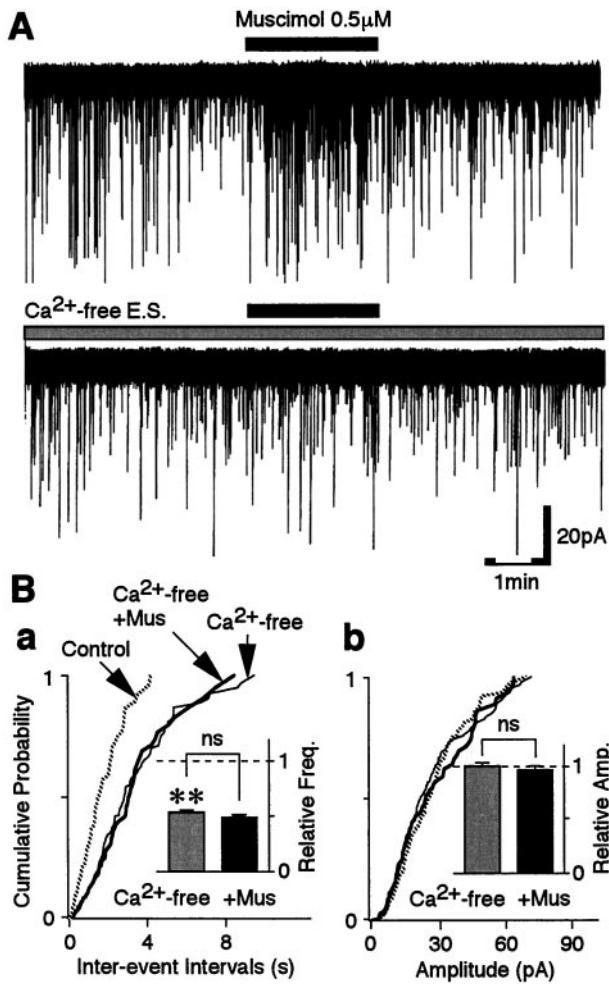 A
Muscimol 0.5μM
Ca2+-free E.S.
20pA
1min
B
a
Ca2+-free
+Mus
Ca2+-free
Control
b
1
1
Cumulative Probability
ns
1
Relative Freq.
**
0
Ca2+-free
+Mus
ns
1
Relative Amp.
0
Ca2+-free
+Mus
0
0
0
4
8
0
30
60
90
Inter-event Intervals (s)
Amplitude (pA)